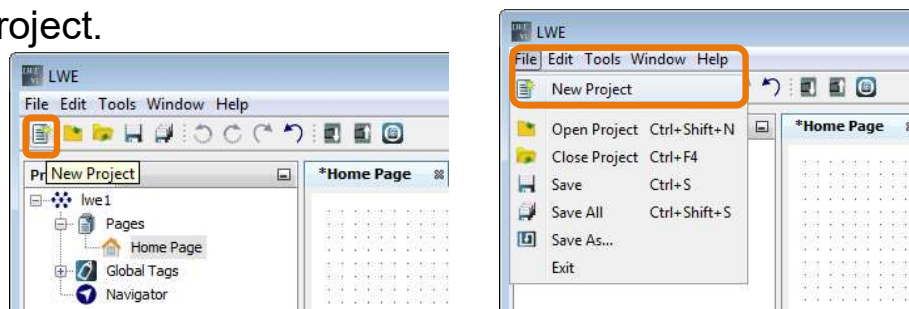 roject.
LWE
File Edit Tools Window Help
New Project
*Home Page
lwe1
Pages
Home Page
Global Tags
Navigator
LWE
File Edit Tools Window Help
New Project
Open Project Ctrl+Shift+N
Close Project Ctrl+F4
Save Ctrl+S
Save All Ctrl+Shift+S
Save As...
Exit
*Home Page